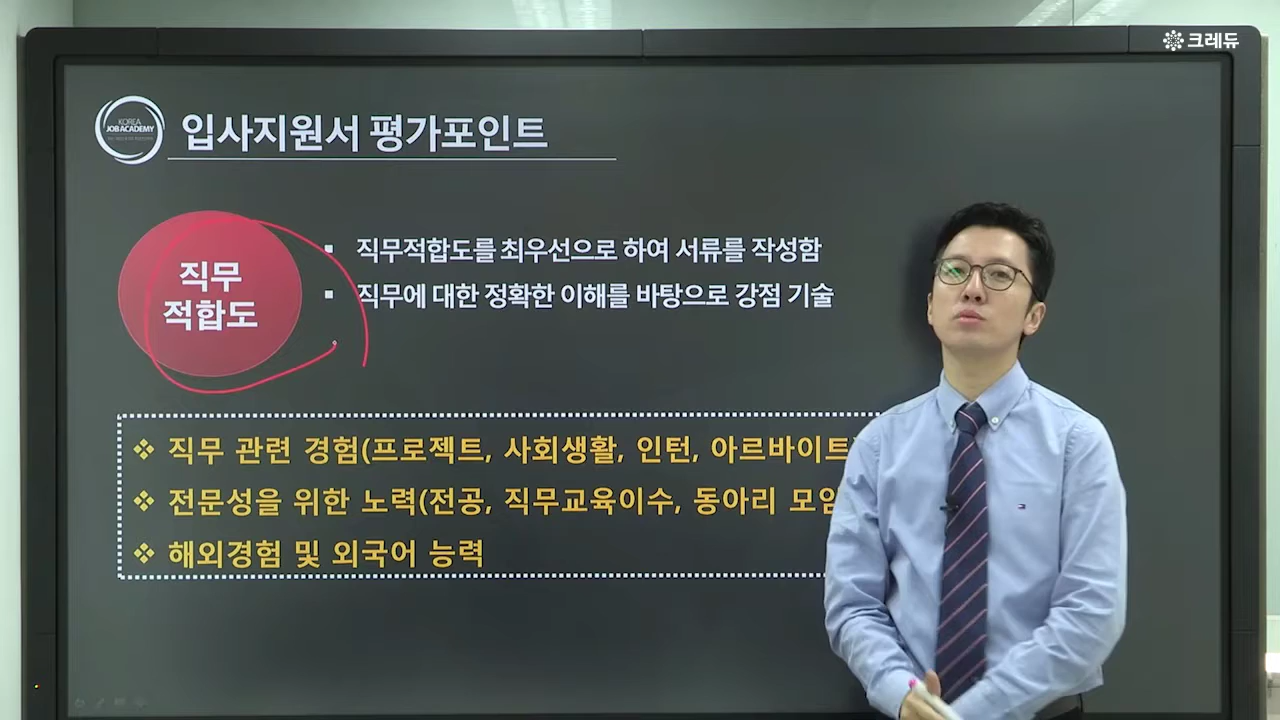 크레듀
KOREA
JOB ACADEMY
입사지원서 평가포인트
직무
적합도
▪ 직무적합도를 최우선으로 하여 서류를 작성함
▪ 직무에 대한 정확한 이해를 바탕으로 강점 기술
❖ 직무 관련 경험(프로젝트, 사회생활, 인턴, 아르바이트
❖ 전문성을 위한 노력(전공, 직무교육이수, 동아리 모임
❖ 해외경험 및 외국어 능력